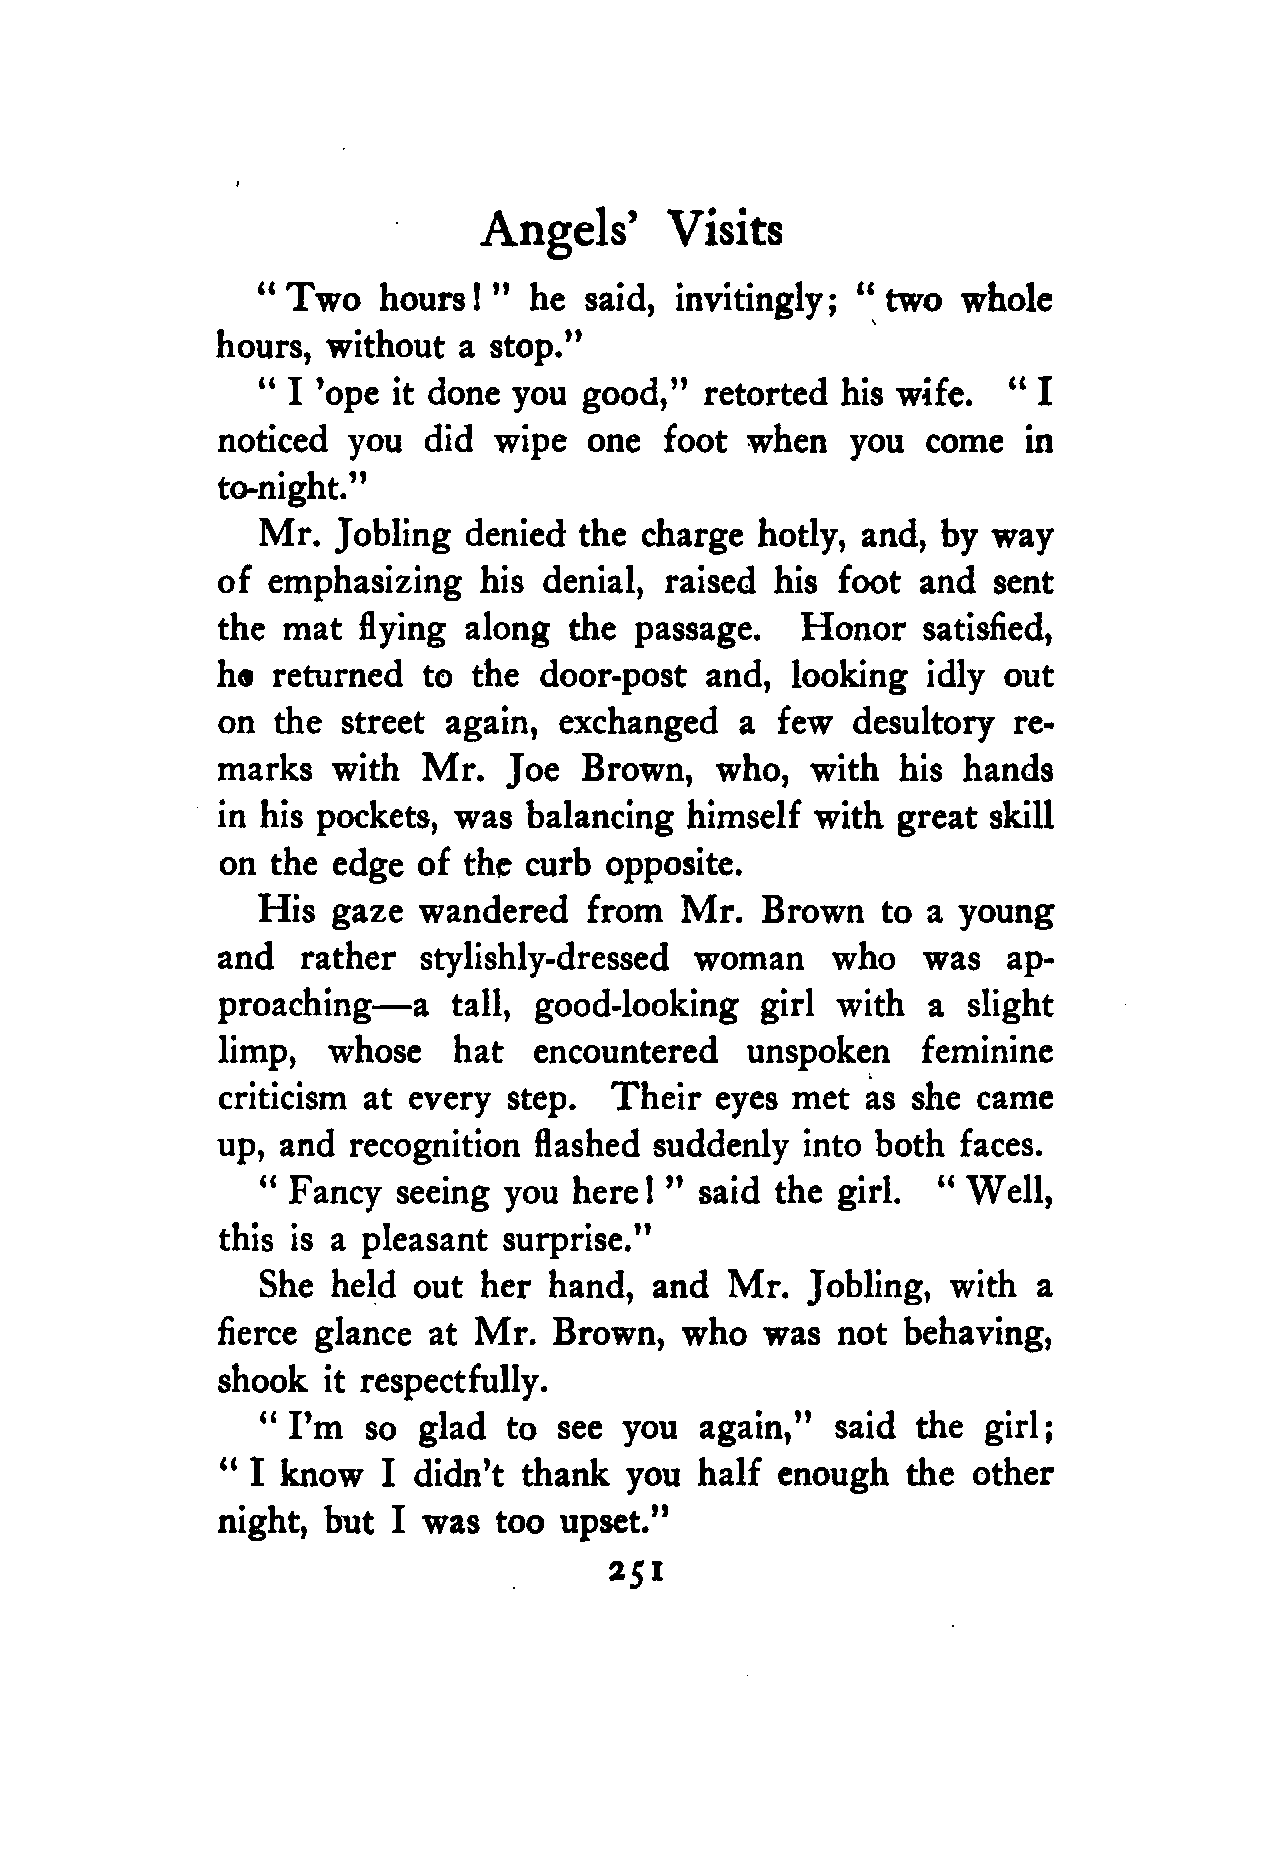 Angels' Visits
“ Two hours! ” he said, invitingly; “ two whole
hours, without a stop.”
“ I 'ope it done you good,” retorted his wife. “ I
noticed you did wipe one foot when you come in
to-night.”
Mr. Jobling denied the charge hotly, and, by way
of emphasizing his denial, raised his foot and sent
the mat flying along the passage. Honor satisfied,
he returned to the door-post and, looking idly out
on the street again, exchanged a few desultory re-
marks with Mr. Joe Brown, who, with his hands
in his pockets, was balancing himself with great skill
on the edge of the curb opposite.
His gaze wandered from Mr. Brown to a young
and rather stylishly-dressed woman who was ap-
proaching—a tall, good-looking girl with a slight
limp, whose hat encountered unspoken feminine
criticism at every step. Their eyes met as she came
up, and recognition flashed suddenly into both faces.
“ Fancy seeing you here! ” said the girl. “ Well,
this is a pleasant surprise.”
She held out her hand, and Mr. Jobling, with a
fierce glance at Mr. Brown, who was not behaving,
shook it respectfully.
“ I'm so glad to see you again,” said the girl;
“ I know I didn't thank you half enough the other
night, but I was too upset.”
251